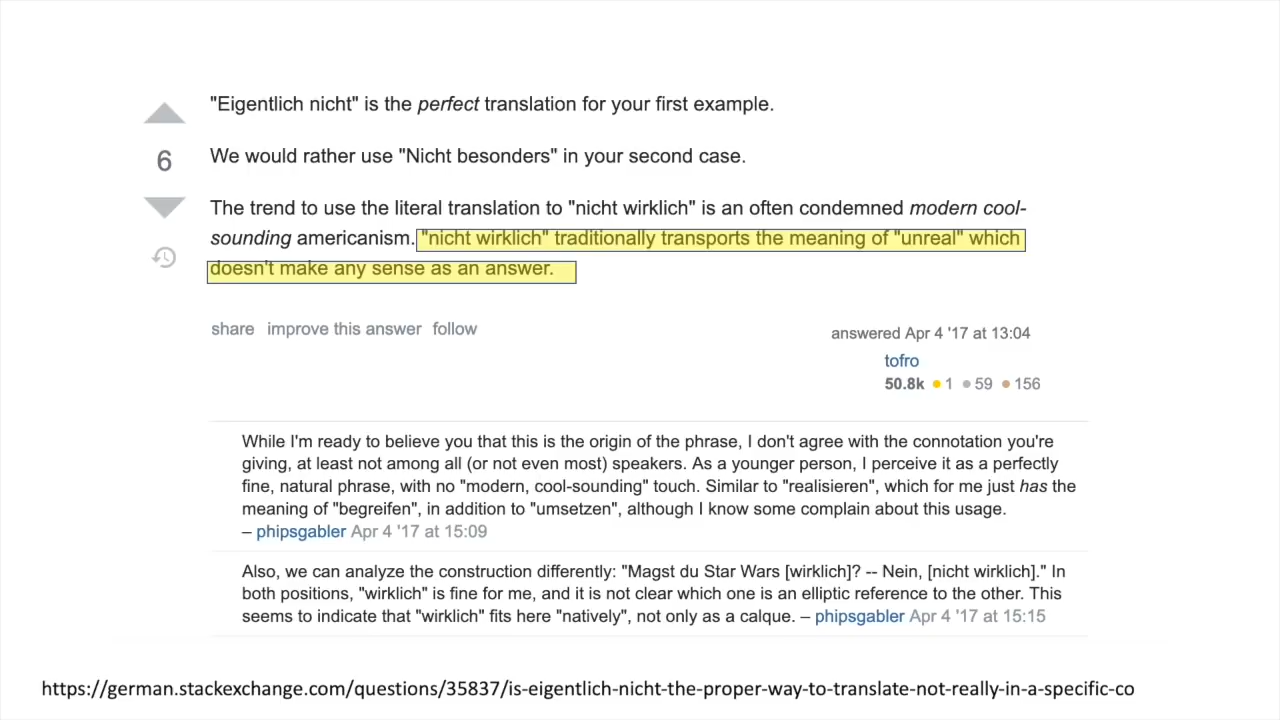 "Eigentlich nicht" is the perfect translation for your first example.
6
We would rather use "Nicht besonders" in your second case.
The trend to use the literal translation to "nicht wirklich" is an often condemned modern cool-
sounding americanism. "nicht wirklich" traditionally transports the meaning of "unreal" which
doesn't make any sense as an answer.
share improve this answer follow
answered Apr 4 '17 at 13:04
tofro
50.8k ● 1 ● 59 ● 156
While I'm ready to believe you that this is the origin of the phrase, I don't agree with the connotation you're
giving, at least not among all (or not even most) speakers. As a younger person, I perceive it as a perfectly
fine, natural phrase, with no "modern, cool-sounding" touch. Similar to "realisieren", which for me just has the
meaning of "begreifen", in addition to "umsetzen", although I know some complain about this usage.
– phipsgabler Apr 4 '17 at 15:09
Also, we can analyze the construction differently: "Magst du Star Wars [wirklich]? -- Nein, [nicht wirklich]." In
both positions, "wirklich" is fine for me, and it is not clear which one is an elliptic reference to the other. This
seems to indicate that "wirklich" fits here "natively", not only as a calque. – phipsgabler Apr 4 '17 at 15:15
https://german.stackexchange.com/questions/35837/is-eigentlich-nicht-the-proper-way-to-translate-not-really-in-a-specific-co